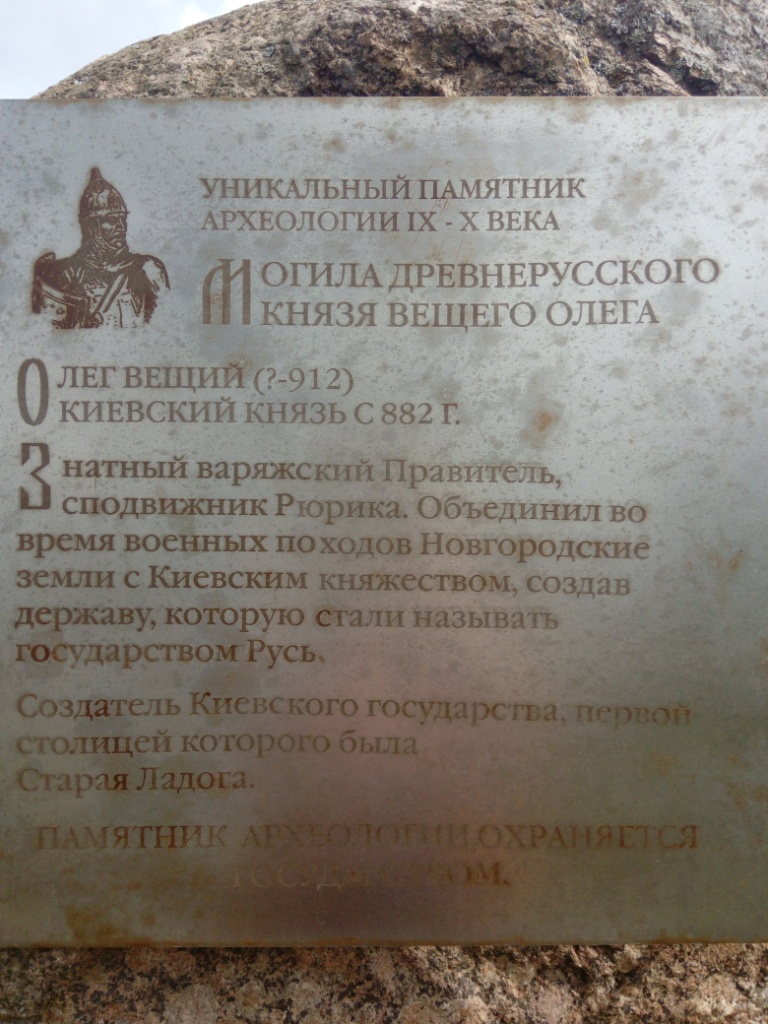 УНИКАЛЬНЫЙ ПАМЯТНИК
АРХЕОЛОГИИ IX - X ВЕКА
МОГИЛА ДРЕВНЕРУССКОГО
КНЯЗЯ ВЕЩЕГО ОЛЕГА
ОЛЕГ ВЕЩИЙ (?-912)
КИЕВСКИЙ КНЯЗЬ С 882 Г.
Знатный варяжский Правитель,
сподвижник Рюрика. Объединил во
время военных походов Новгородские
земли с Киевским княжеством, создав
державу, которую стали называть
государством Русь.
Создатель Киевского государства, первой
столицей которого была
Старая Ладога.
ПАМЯТНИК АРХЕОЛОГИИ ОХРАНЯЕТСЯ
ГОСУДАРСТВОМ.